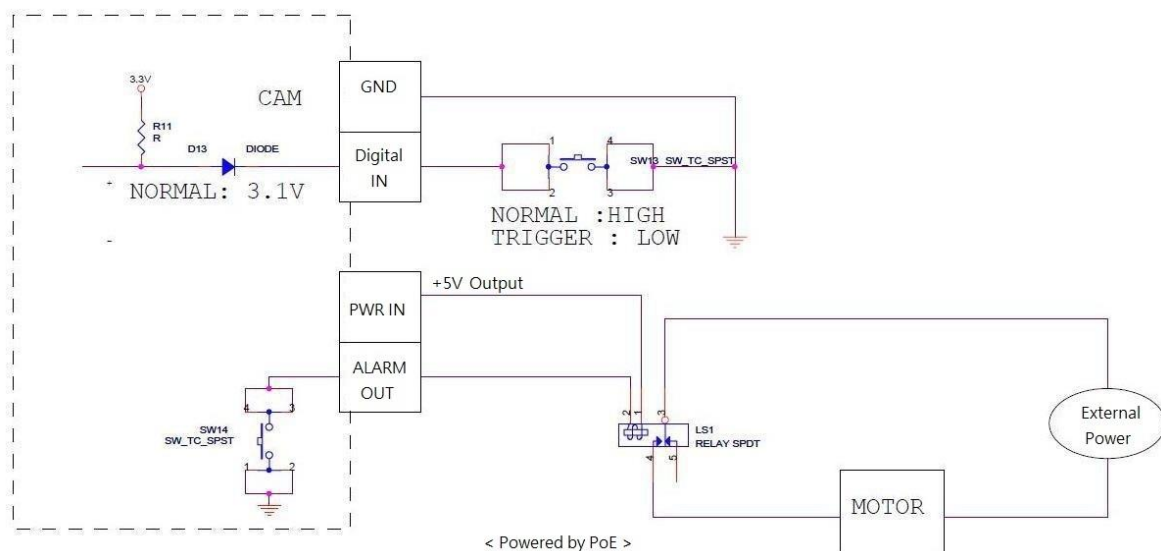 3.3V
R11
R
CAM
D13
DIODE
NORMAL: 3.1V
+
-
GND
Digital
IN
1
4
2
3
SW13 SW_TC_SPST
NORMAL :HIGH
TRIGGER : LOW
PWR IN
+5V Output
ALARM
OUT
4
3
SW14
SW_TC_SPST
1
2
2
1
3
LS1
RELAY SPDT
4
5
External
Power
MOTOR
< Powered by PoE >